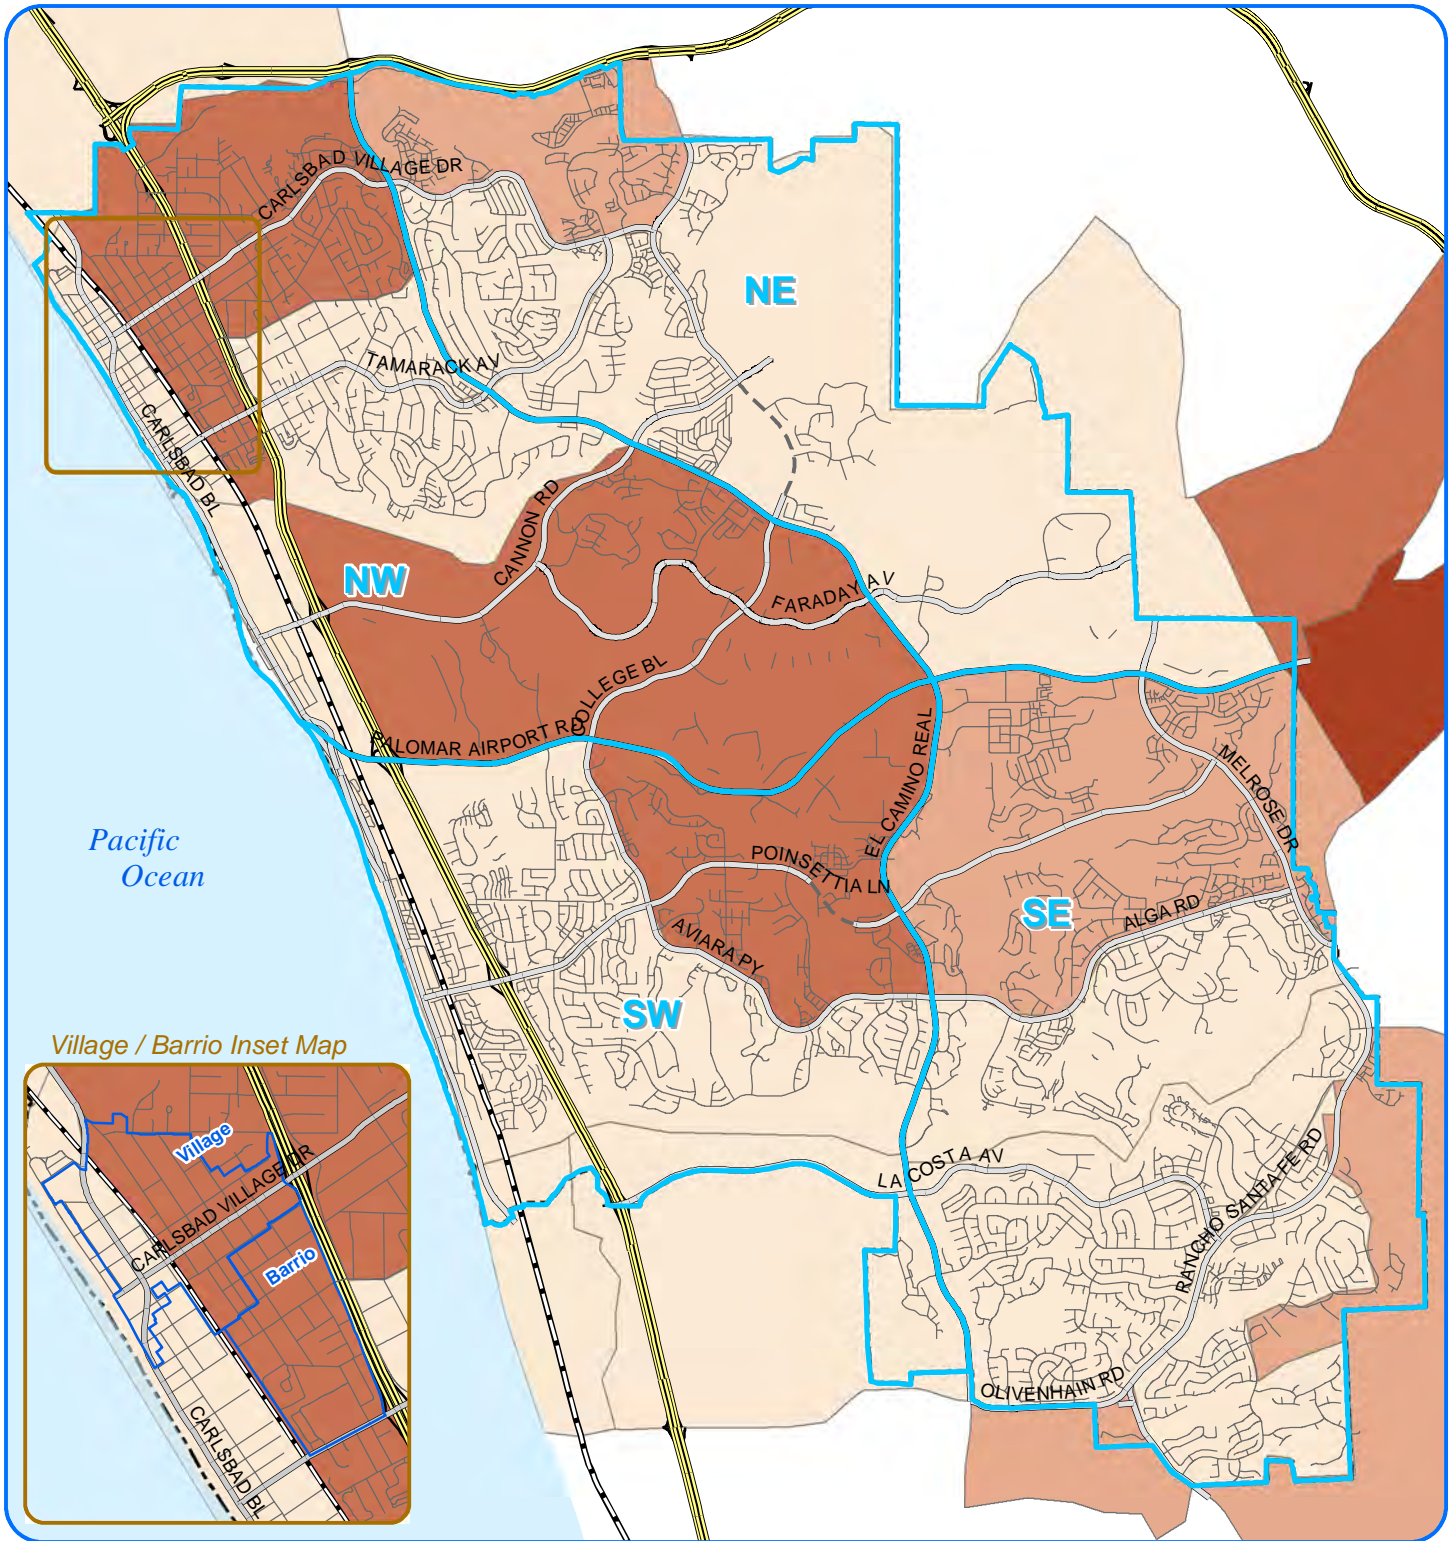 CARLSBAD VILLAGE DR
NE
TAMARACK AV
CARLSBAD BL
CANNON RD
NW
FARADAY AV
COLLEGE BL
PALOMAR AIRPORT RD
EL CAMINO REAL
MELROSE DR
Pacific
Ocean
POINSETTIA LN
SE
ALGA RD
AVIARA PY
SW
Village / Barrio Inset Map
Village
CARLSBAD VILLAGE DR
Barrio
CARLSBAD BL
LA COSTA AV
RANCHO SANTA FE RD
OLIVENHAIN RD